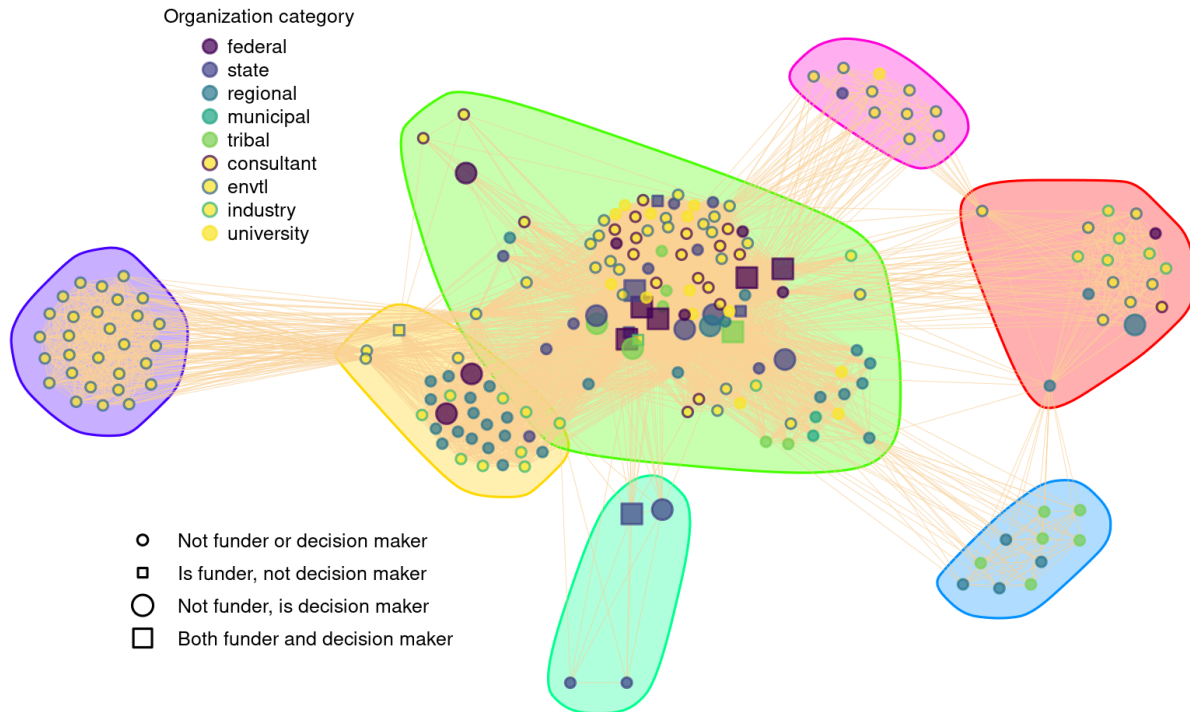 Organization category
federal
state
regional
municipal
tribal
consultant
envtl
industry
university
Not funder or decision maker
Is funder, not decision maker
Not funder, is decision maker
Both funder and decision maker